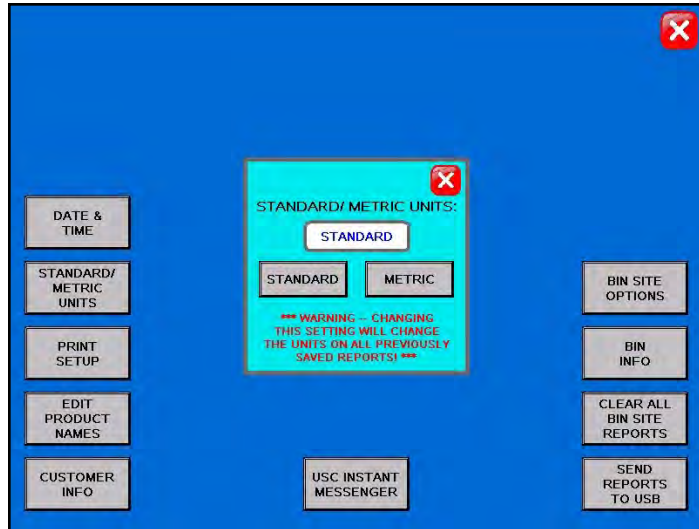 STANDARD/ METRIC UNITS:
STANDARD
STANDARD
METRIC
*** WARNING – CHANGING
THIS SETTING WILL CHANGE
THE UNITS ON ALL PREVIOUSLY
SAVED REPORTS! ***
DATE &
TIME
STANDARD/
METRIC
UNITS
PRINT
SETUP
EDIT
PRODUCT
NAMES
CUSTOMER
INFO
USC INSTANT
MESSENGER
BIN SITE
OPTIONS
BIN
INFO
CLEAR ALL
BIN SITE
REPORTS
SEND
REPORTS
TO USB